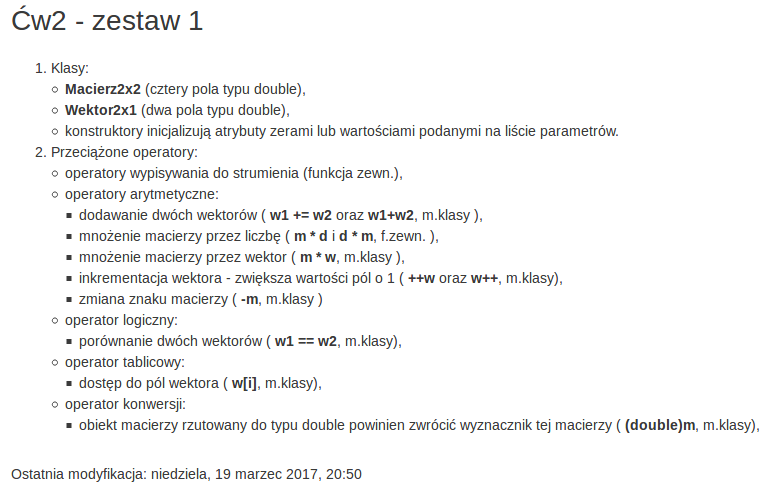 Ćw2 - zestaw 1
1. Klasy:
○ Macierz2x2 (cztery pola typu double),
○ Wektor2x1 (dwa pola typu double),
○ konstruktory inicjalizują atrybuty zerami lub wartościami podanymi na liście parametrów.
2. Przeciążone operatory:
○ operatory wypisywania do strumienia (funkcja zewn.),
○ operatory arytmetyczne:
▪ dodawanie dwóch wektorów ( w1 += w2 oraz w1+w2, m.klasy ),
▪ mnożenie macierzy przez liczbę ( m * d i d * m, f.zewn. ),
▪ mnożenie macierzy przez wektor ( m * w, m.klasy ),
▪ inkrementacja wektora - zwiększa wartości pól o 1 ( ++w oraz w++, m.klasy),
▪ zmiana znaku macierzy ( -m, m.klasy )
○ operator logiczny:
▪ porównanie dwóch wektorów ( w1 == w2, m.klasy),
○ operator tablicowy:
▪ dostęp do pól wektora ( w[i], m.klasy),
○ operator konwersji:
▪ obiekt macierzy rzutowany do typu double powinien zwrócić wyznacznik tej macierzy ( (double)m, m.klasy),
Ostatnia modyfikacja: niedziela, 19 marzec 2017, 20:50